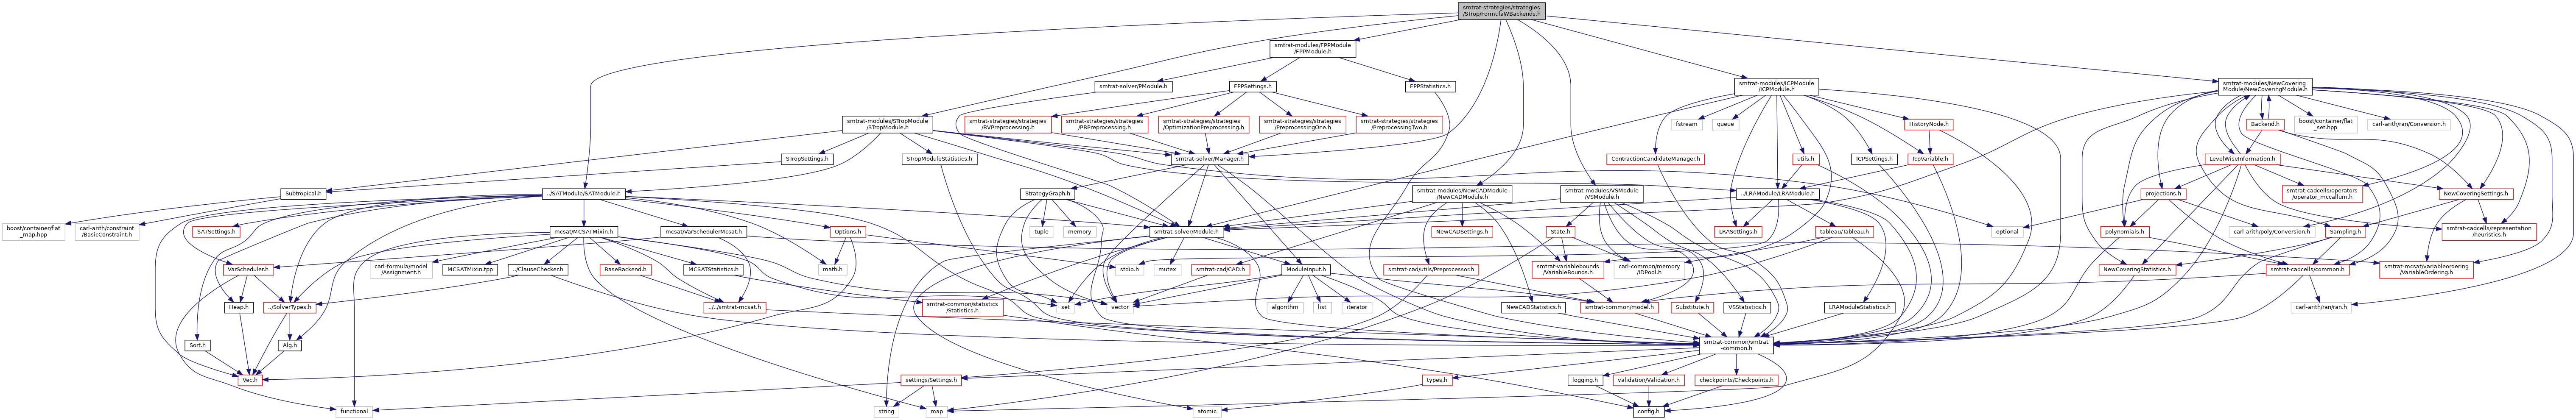 smtrat-strategies/strategies
/STrop/FormulaWBackends.h
smtrat-modules/FPPModule
/FPPModule.h
smtrat-solver/PModule.h
FPPSettings.h
FPPStatistics.h
smtrat-modules/ICPModule
/ICPModule.h
smtrat-modules/NewCovering
Module/NewCoveringModule.h
smtrat-modules/STropModule
/STropModule.h
smtrat-strategies/strategies
/BVPreprocessing.h
smtrat-strategies/strategies
/PBPreprocessing.h
smtrat-strategies/strategies
/OptimizationPreprocessing.h
smtrat-strategies/strategies
/PreprocessingOne.h
smtrat-strategies/strategies
/PreprocessingTwo.h
fstream
queue
HistoryNode.h
Backend.h
boost/container/flat
_set.hpp
carl-arith/ran/Conversion.h
STropSettings.h
STropModuleStatistics.h
smtrat-solver/Manager.h
ContractionCandidateManager.h
utils.h
ICPSettings.h
IcpVariable.h
LevelWiseInformation.h
Subtropical.h
../SATModule/SATModule.h
StrategyGraph.h
smtrat-modules/NewCADModule
/NewCADModule.h
smtrat-modules/VSModule
/VSModule.h
../LRAModule/LRAModule.h
projections.h
smtrat-cadcells/operators
/operator_mccallum.h
NewCoveringSettings.h
boost/container/flat
_map.hpp
carl-arith/constraint
/BasicConstraint.h
SATSettings.h
mcsat/MCSATMixin.h
mcsat/VarSchedulerMcsat.h
Options.h
tuple
memory
smtrat-solver/Module.h
NewCADSettings.h
State.h
LRASettings.h
tableau/Tableau.h
optional
polynomials.h
carl-arith/poly/Conversion.h
Sampling.h
smtrat-cadcells/representation
/heuristics.h
VarScheduler.h
carl-formula/model
/Assignment.h
MCSATMixin.tpp
../ClauseChecker.h
BaseBackend.h
MCSATStatistics.h
math.h
stdio.h
mutex
smtrat-cad/CAD.h
ModuleInput.h
smtrat-cad/utils/Preprocessor.h
smtrat-variablebounds
/VariableBounds.h
carl-common/memory
/IDPool.h
NewCoveringStatistics.h
smtrat-cadcells/common.h
smtrat-mcsat/variableordering
/VariableOrdering.h
Heap.h
../SolverTypes.h
../../smtrat-mcsat.h
smtrat-common/statistics
/Statistics.h
set
vector
algorithm
list
iterator
NewCADStatistics.h
smtrat-common/model.h
Substitute.h
VSStatistics.h
LRAModuleStatistics.h
carl-arith/ran/ran.h
Sort.h
Alg.h
smtrat-common/smtrat
-common.h
Vec.h
settings/Settings.h
types.h
logging.h
validation/Validation.h
checkpoints/Checkpoints.h
functional
string
map
atomic
config.h